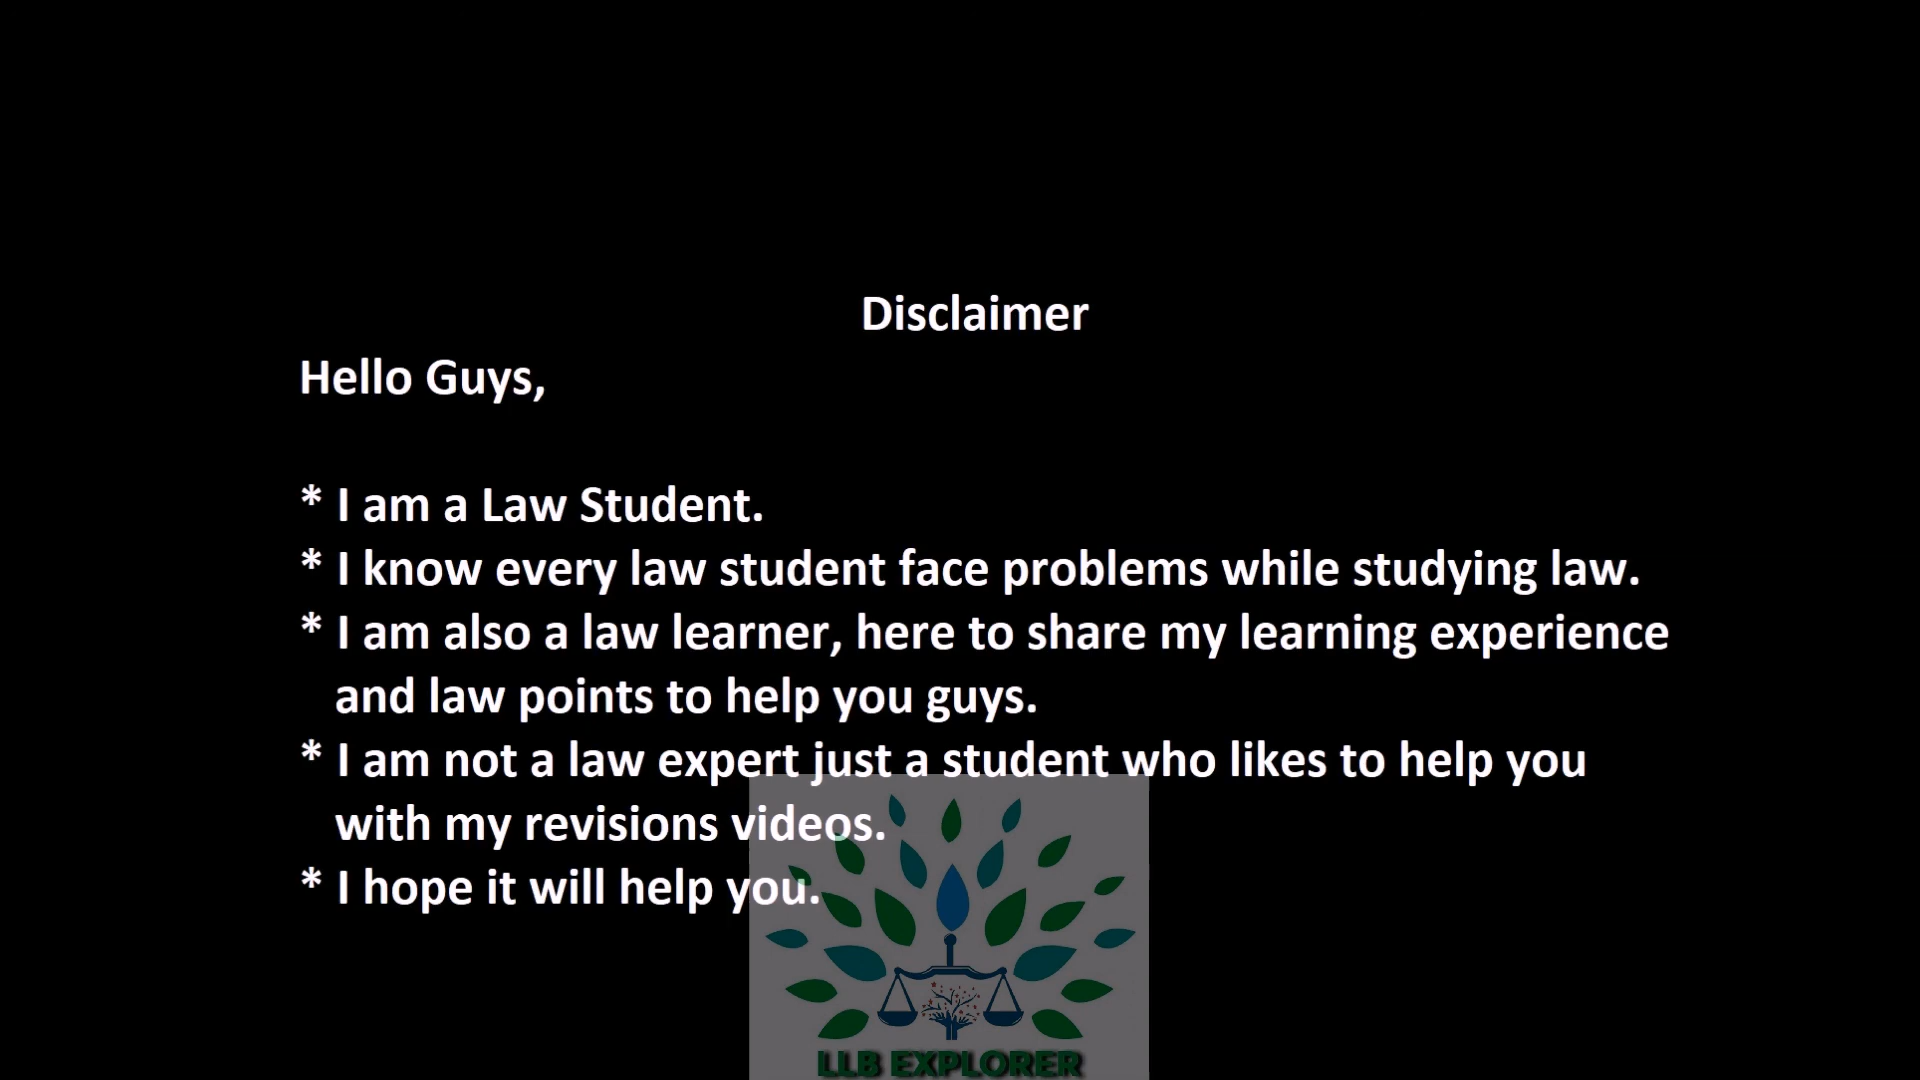 Disclaimer
Hello Guys,
* I am a Law Student.
* I know every law student face problems while studying law.
* I am also a law learner, here to share my learning experience
and law points to help you guys.
* I am not a law expert just a student who likes to help you
with my revisions videos.
* I hope it will help you.
LLB EXPLORER